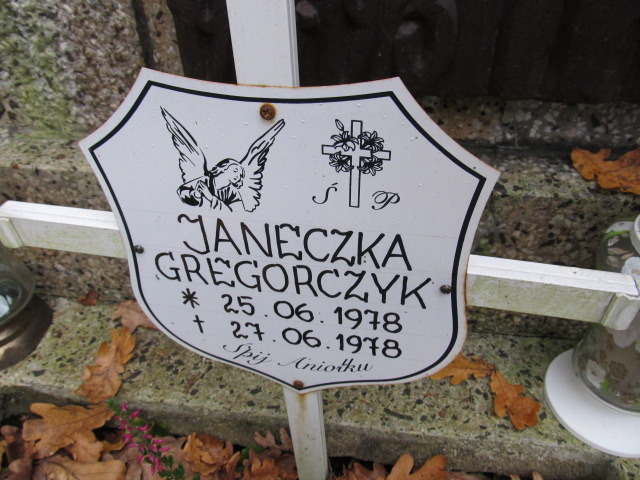 Ś P
JANECZKA
GREGORCZYK
* 25.06.1978
† 27.06.1978
Śpij Aniołku